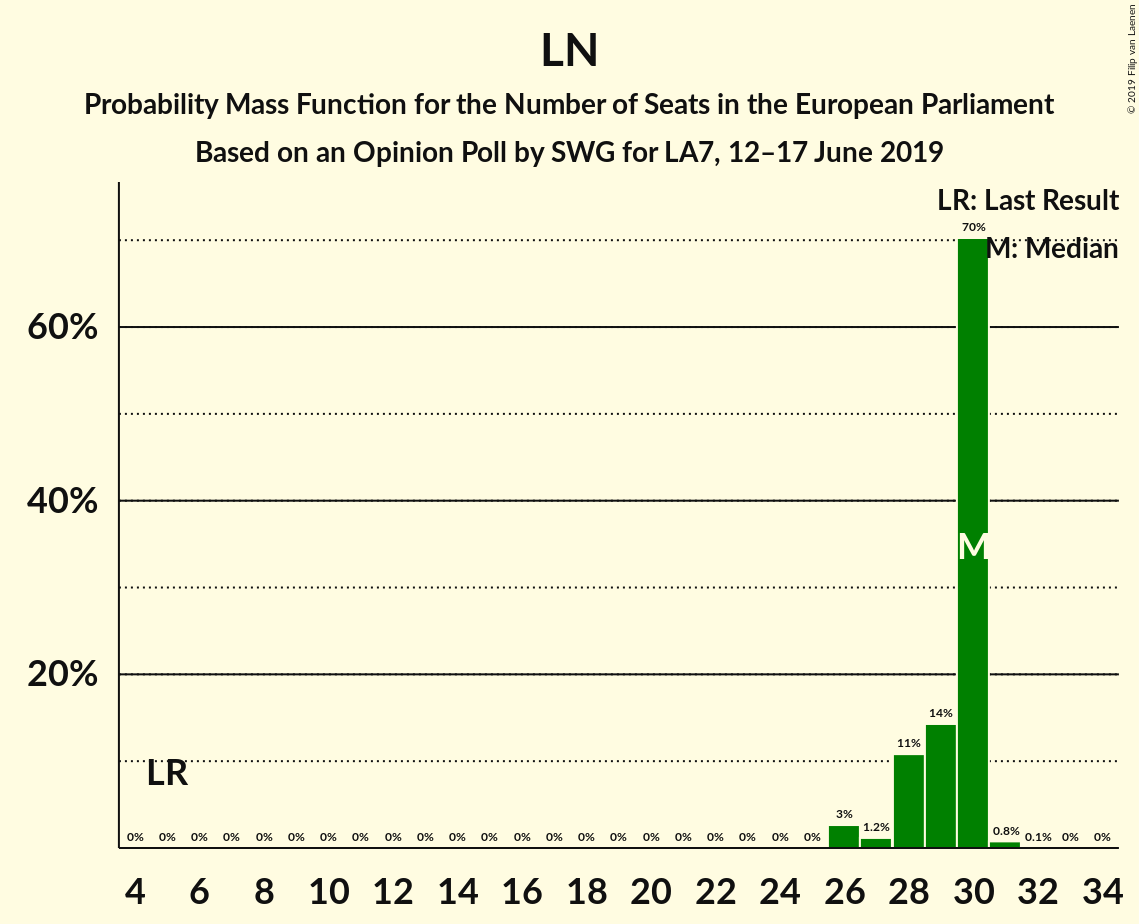 LN
Probability Mass Function for the Number of Seats in the European Parliament
Based on an Opinion Poll by SWG for LA7, 12–17 June 2019
© 2019 Filip van Laenen
LR: Last Result
M: Median
60%
40%
20%
LR
M
0% 0% 0% 0% 0% 0% 0% 0% 0% 0% 0% 0% 0% 0% 0% 0% 0% 0% 0% 0% 0% 0% 3% 1.2% 11% 14% 70% 0.8% 0.1% 0% 0%
4 6 8 10 12 14 16 18 20 22 24 26 28 30 32 34